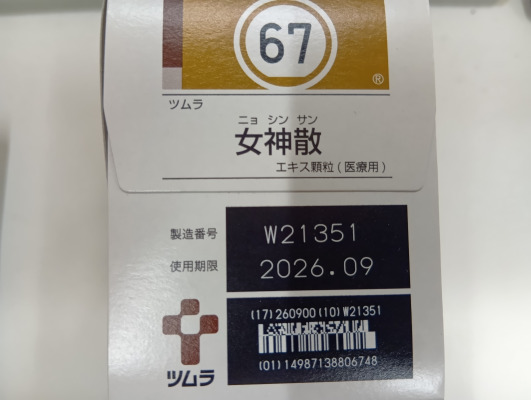 67
®
ツムラ
ニョ シン サン
女神散
エキス顆粒(医療用)
製造番号 W21351
使用期限 2026.09
(17)260900(10)W21351
(01)14987138806748
ツムラ